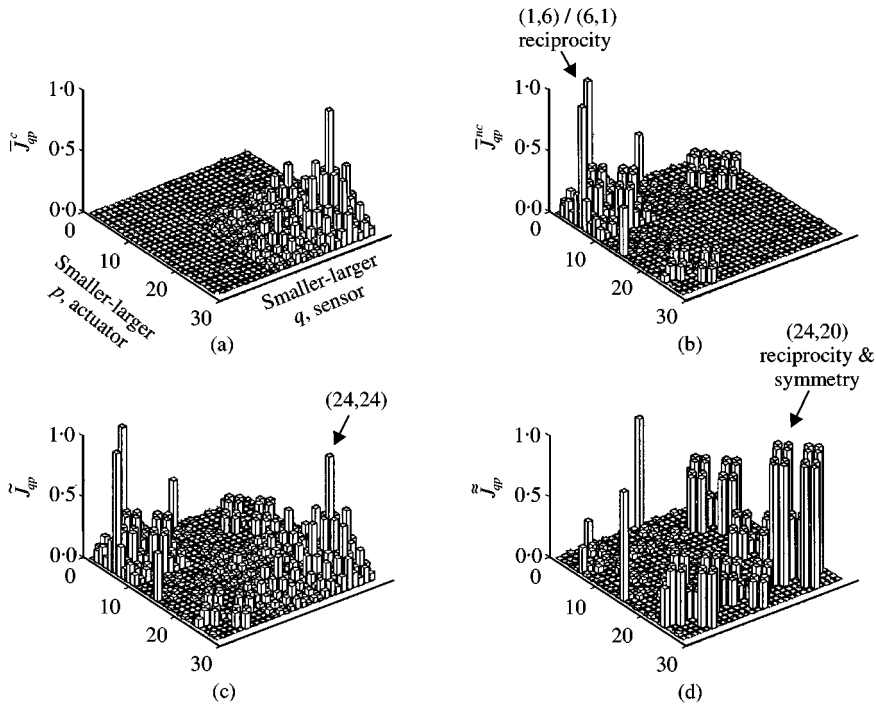 (1,6) / (6,1)
reciprocity
1·0
0·5
0·0
J̄ᶜqp
0
10
20
30
Smaller-larger
p, actuator
Smaller-larger
q, sensor
(a)
1·0
0·5
0·0
J̄ⁿᶜqp
0
10
20
30
(b)
(24,24)
1·0
0·5
0·0
J̃qp
0
10
20
30
(c)
(24,20)
reciprocity &
symmetry
1·0
0·5
0·0
J̃̃qp
0
10
20
30
(d)